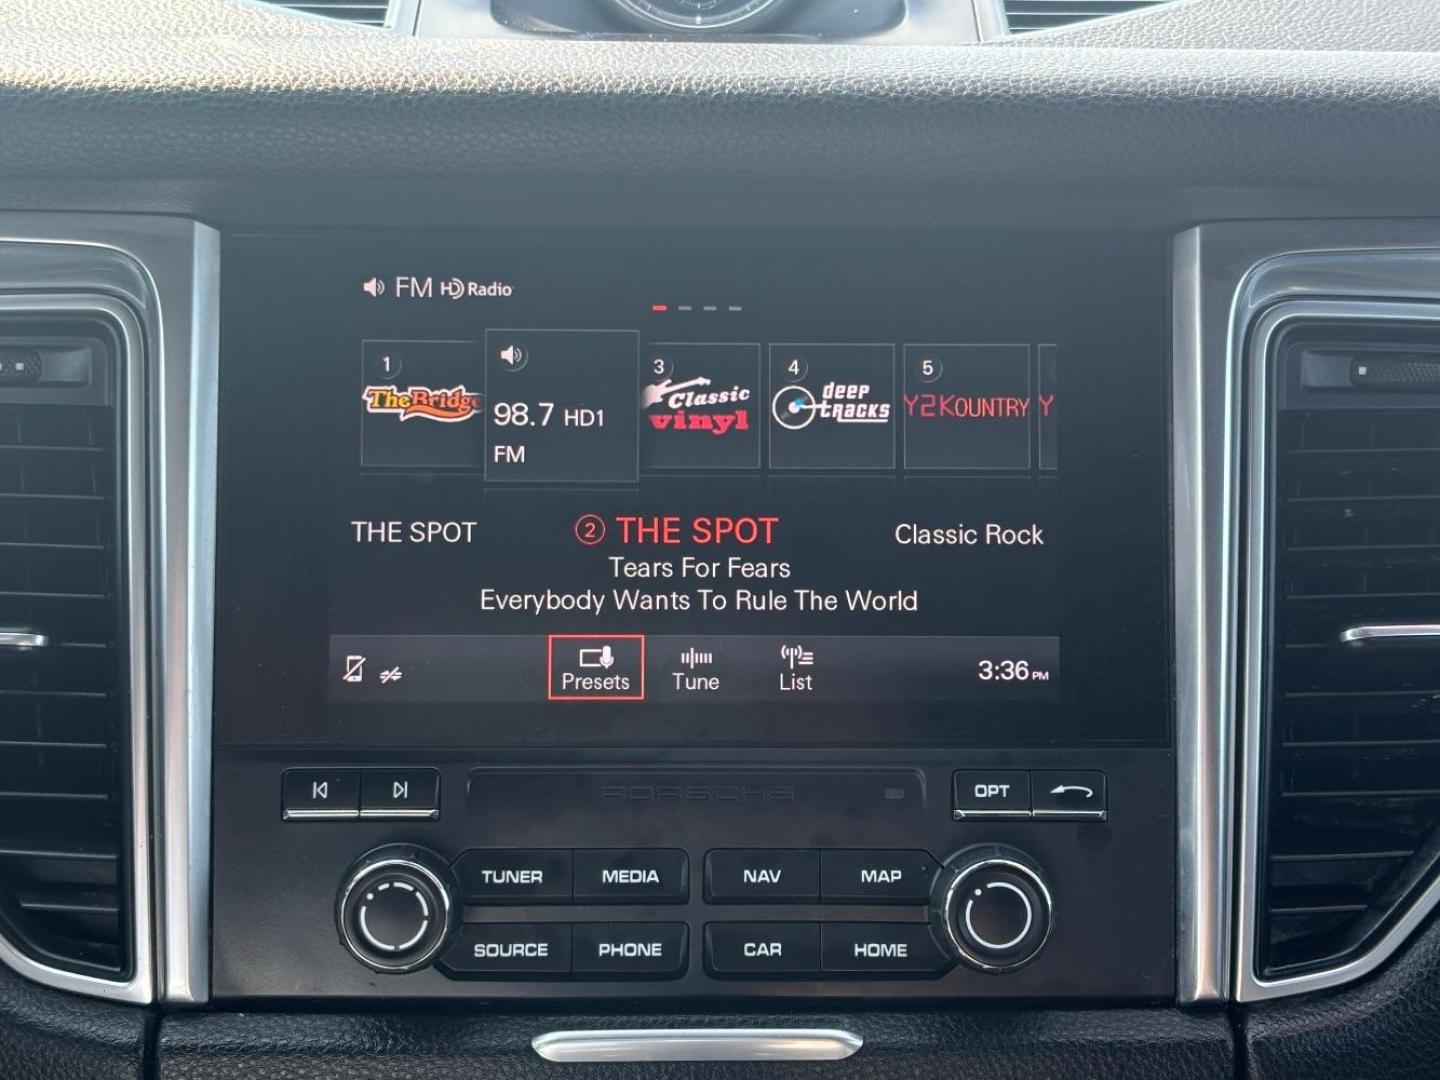 FM HD Radio
1
TheBridge
98.7 HD1
FM
3
Classic
vinyl
4
deep
tracks
5
Y2KOUNTRY
Y
THE SPOT
2 THE SPOT
Classic Rock
Tears For Fears
Everybody Wants To Rule The World
Presets
Tune
List
3:36 PM
PORSCHE
OPT
TUNER
MEDIA
NAV
MAP
SOURCE
PHONE
CAR
HOME